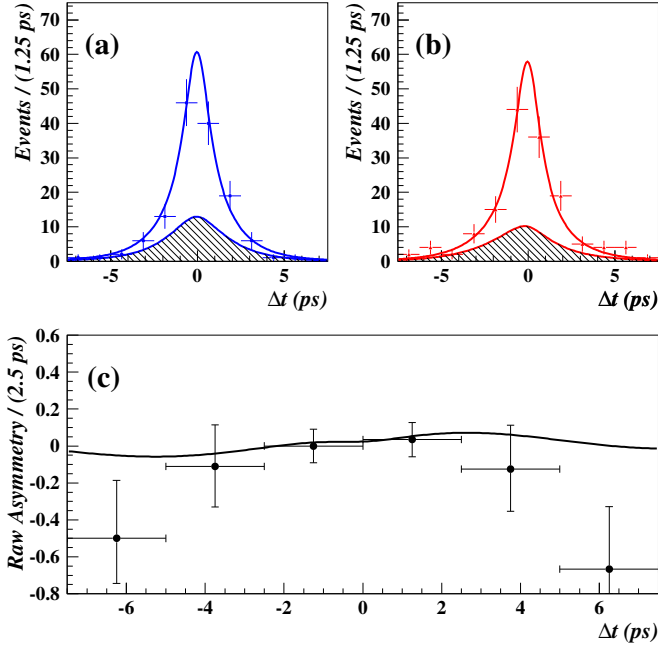 Events / (1.25 ps)
70
60
50
40
30
20
10
0
(a)
-5 0 5
Δt (ps)
Events / (1.25 ps)
70
60
50
40
30
20
10
0
(b)
-5 0 5
Δt (ps)
Raw Asymmetry / (2.5 ps)
0.6
0.4
0.2
0
-0.2
-0.4
-0.6
-0.8
(c)
-6 -4 -2 0 2 4 6
Δt (ps)